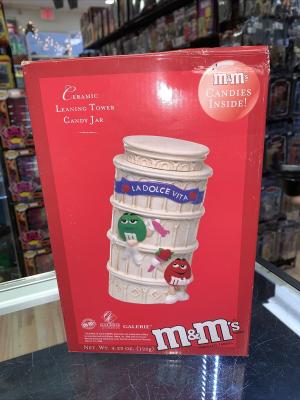 m&m's
CANDIES
INSIDE!
CERAMIC
LEANING TOWER
CANDY JAR
LA DOLCE VITA
GALERIE
m&m's
NET. WT. 4.23 OZ. (120g)